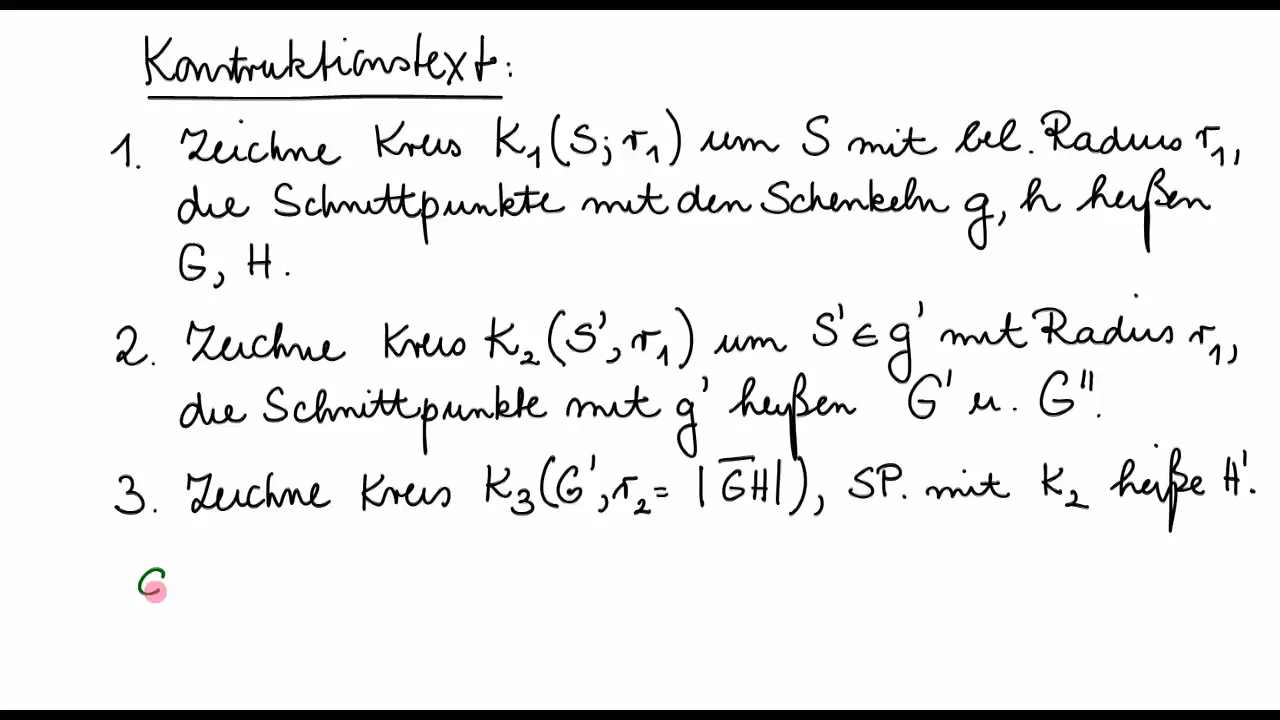 Konstruktionstext:
1. Zeichne Kreis K₁(S; r₁) um S mit bel. Radius r₁,
die Schnittpunkte mit den Schenkeln g, h heißen
G, H.
2. Zeichne Kreis K₂(S', r₁) um S' ∈ g' mit Radius r₁,
die Schnittpunkte mit g' heißen G' u. G''.
3. Zeichne Kreis K₃(G', r₂ = |G̅H̅|), SP. mit K₂ heiße H'.